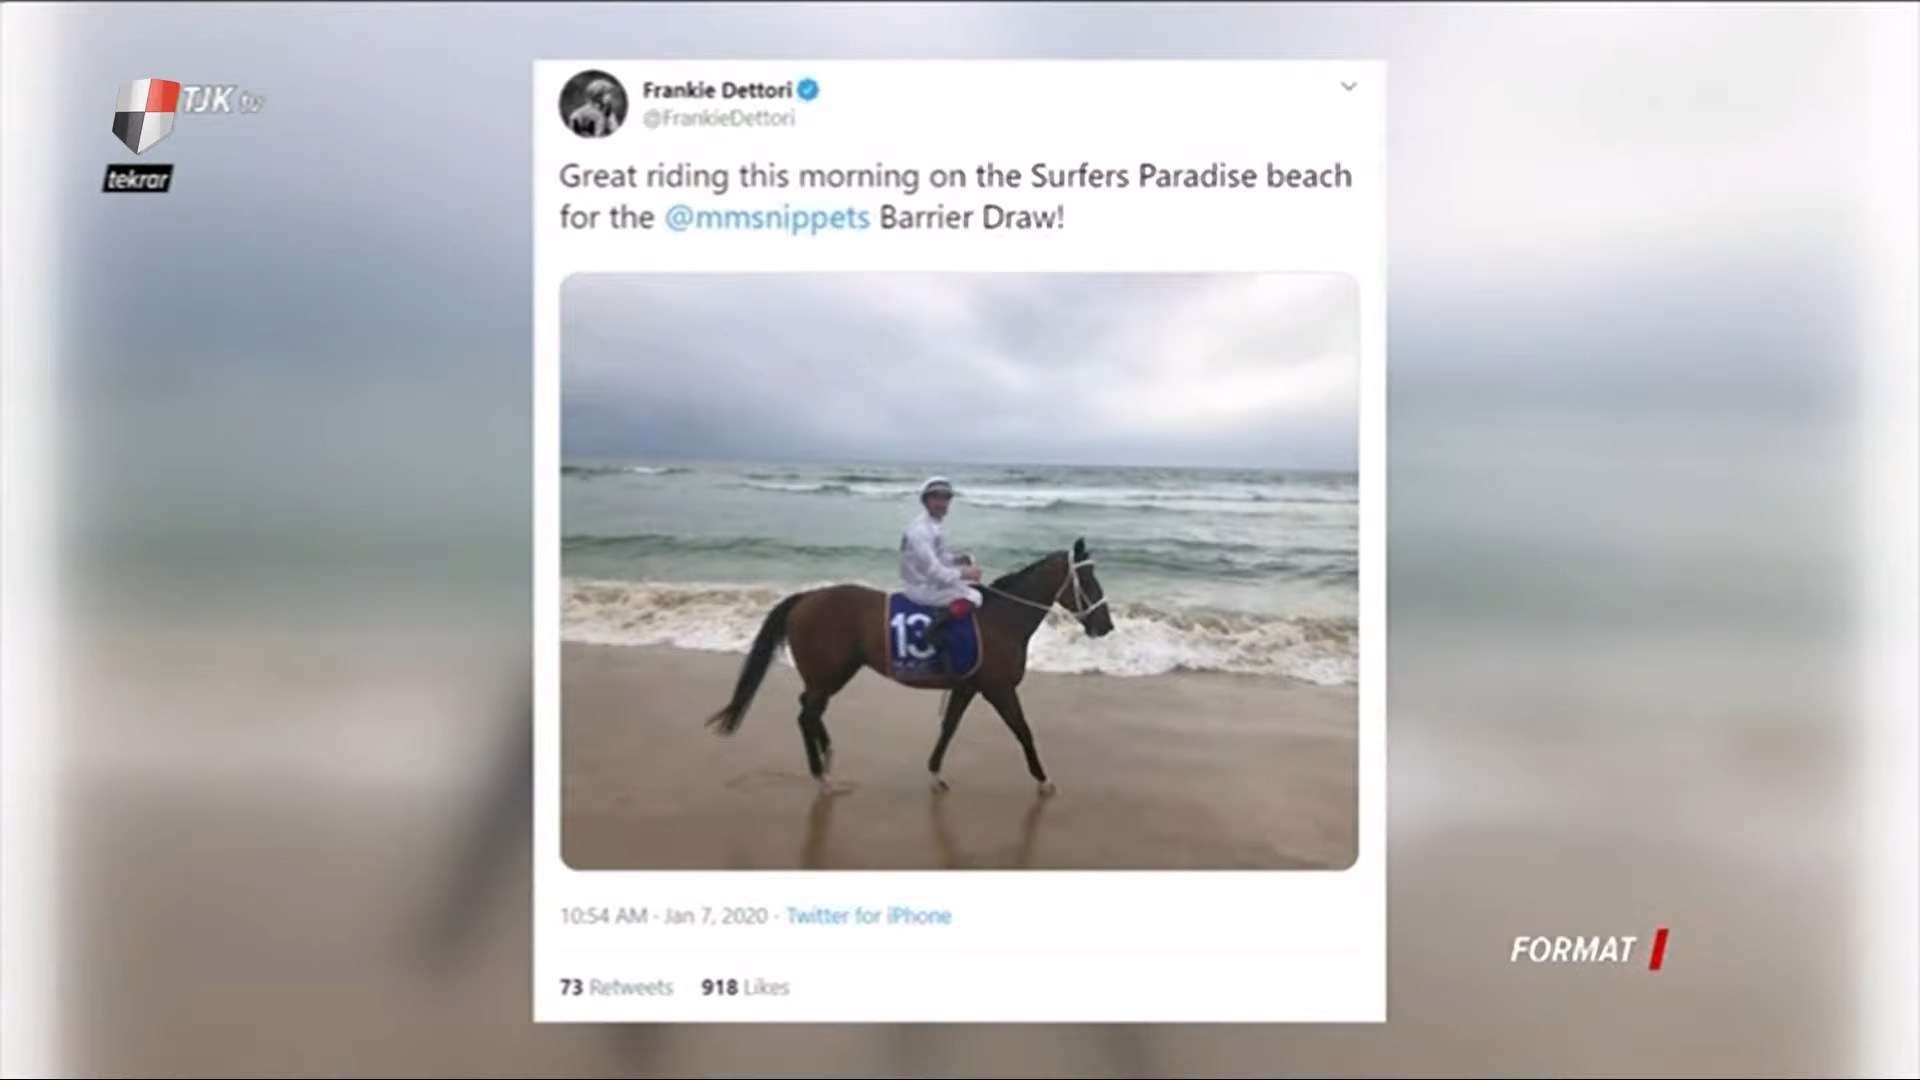 TJK tv
tekrar
Frankie Dettori
@FrankieDettori
Great riding this morning on the Surfers Paradise beach
for the @mmsnippets Barrier Draw!
13
10:54 AM - Jan 7, 2020 - Twitter for iPhone
73 Retweets 918 Likes
FORMAT